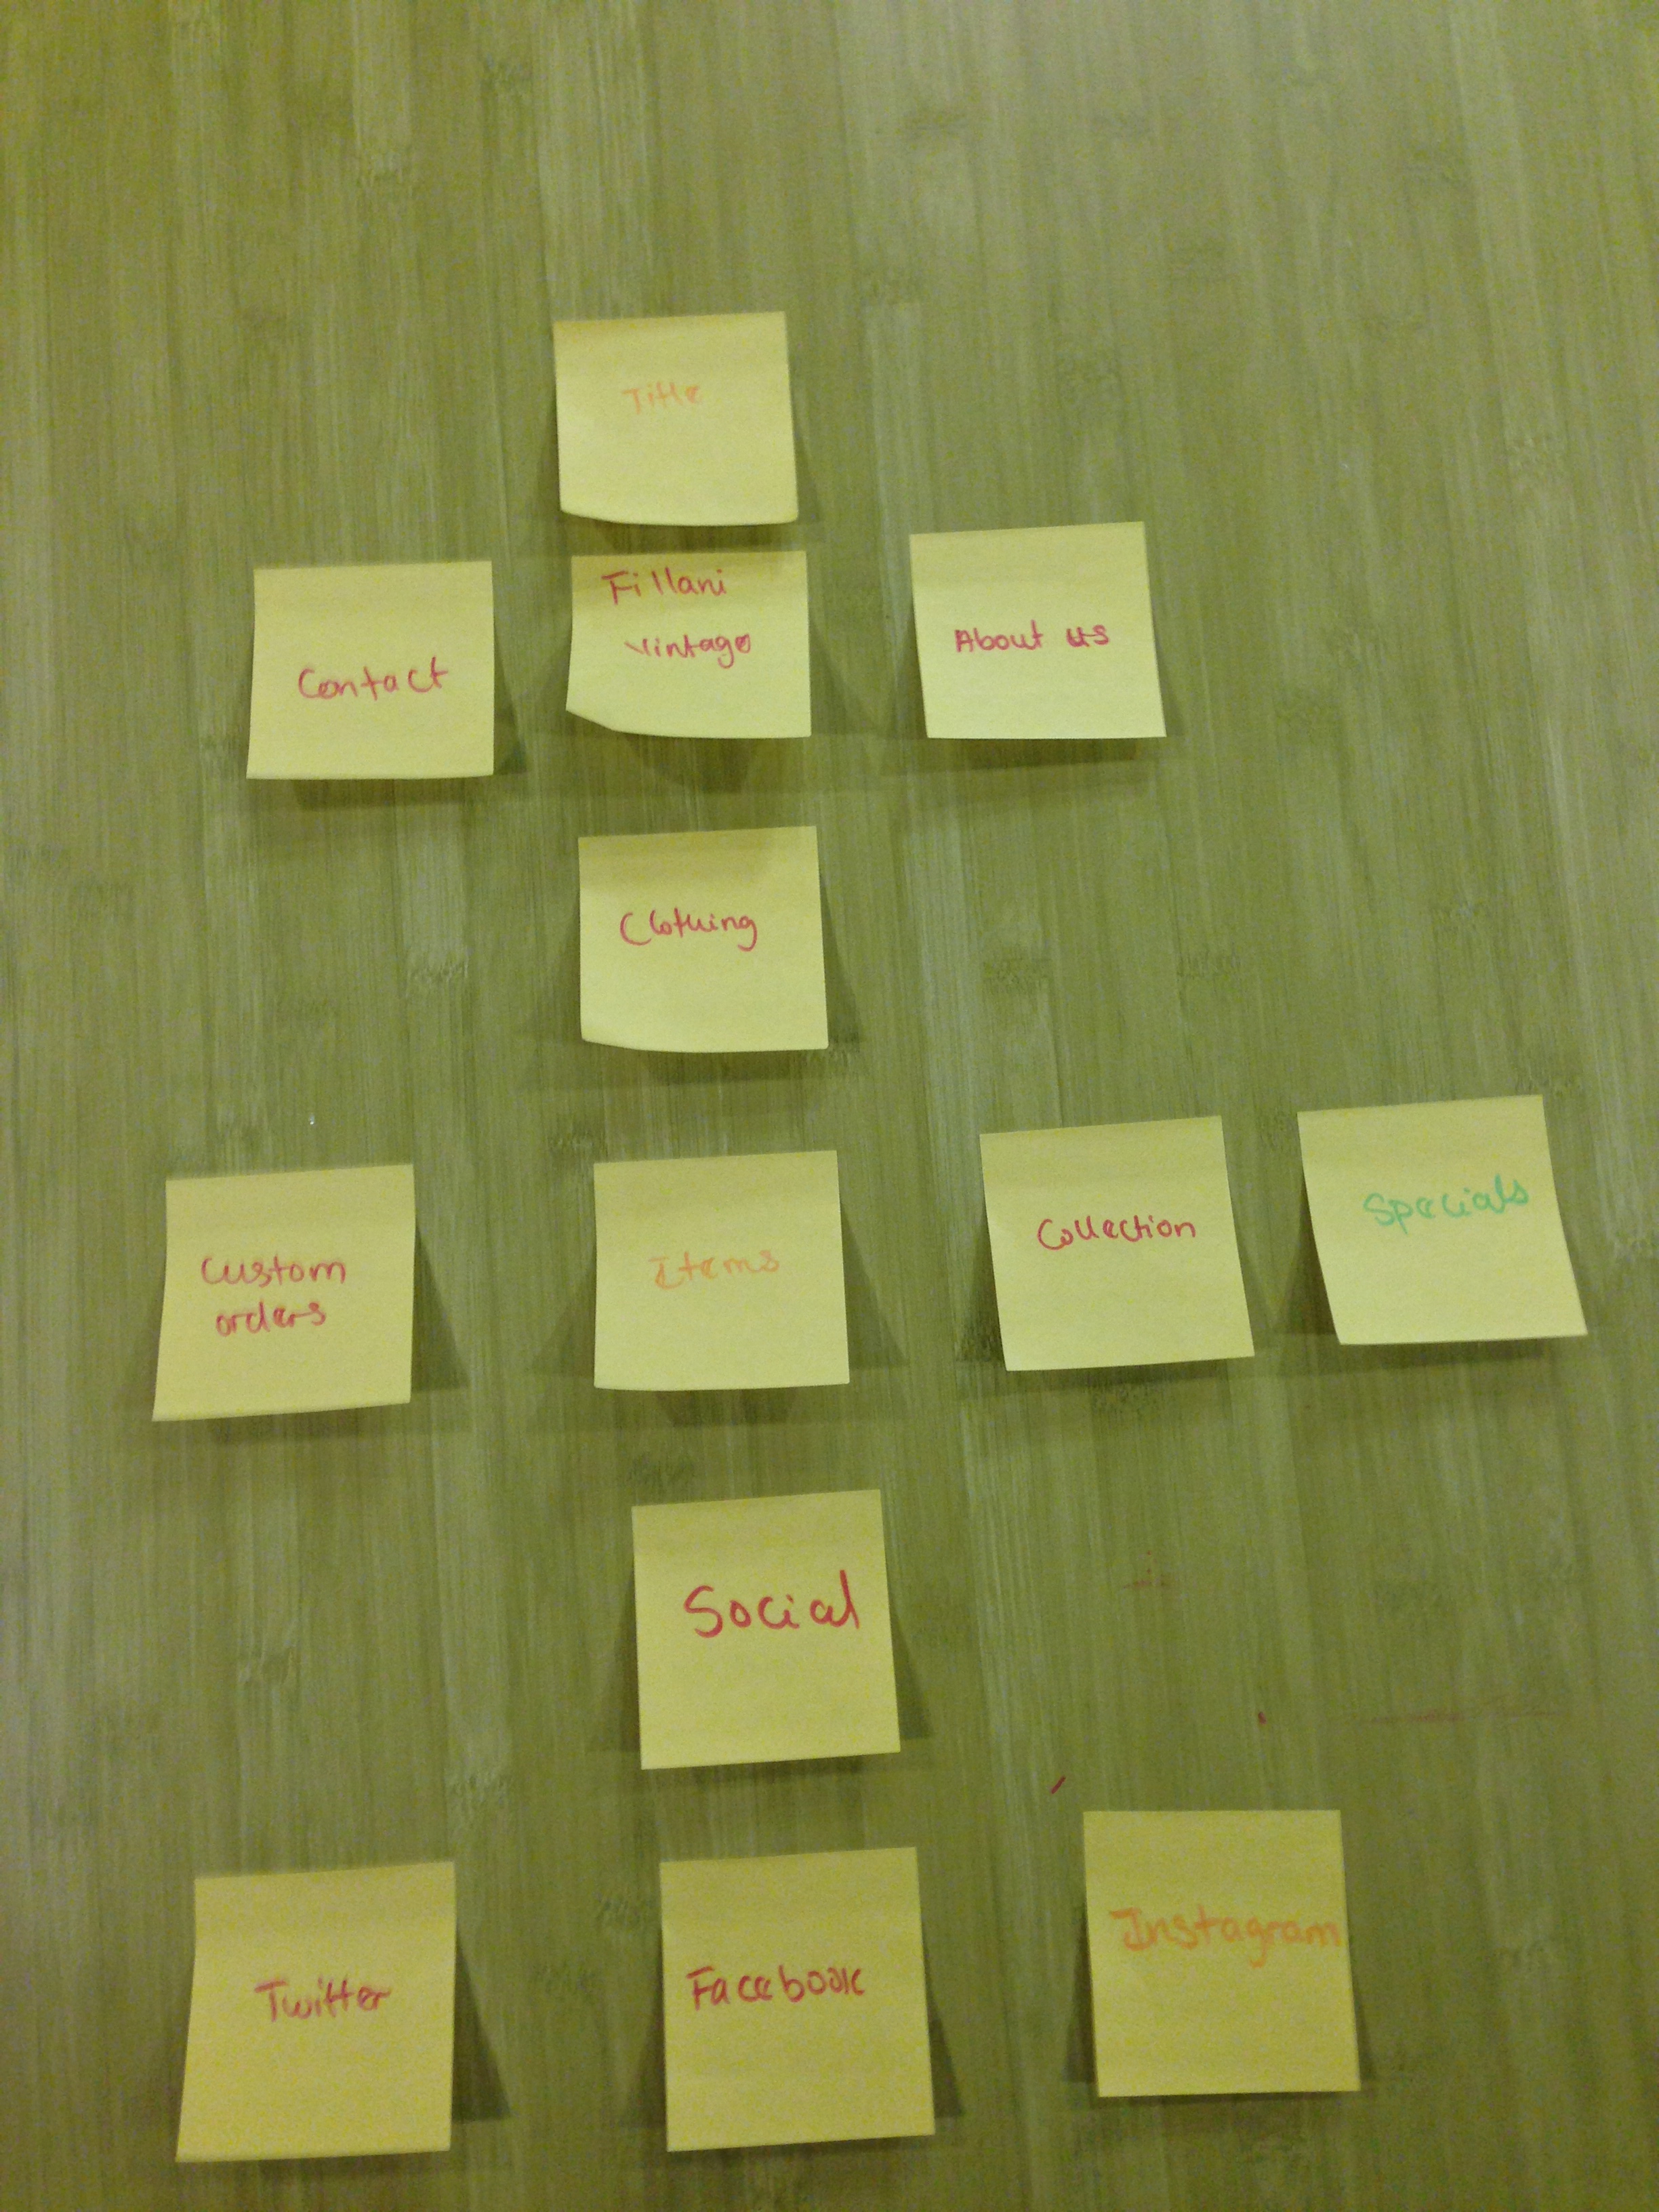 Title
Contact
Fillani
vintage
About us
Clothing
Custom
orders
Items
Collection
Specials
Social
Twitter
Facebook
Instagram